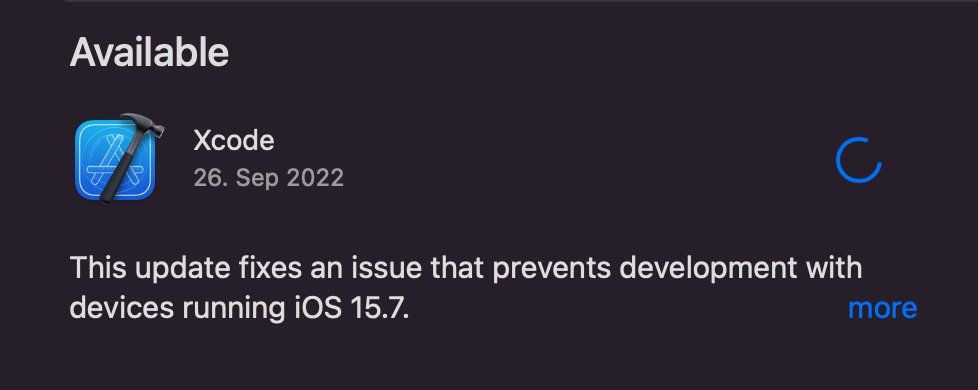 Available
Xcode
26. Sep 2022
This update fixes an issue that prevents development with
devices running iOS 15.7.
more